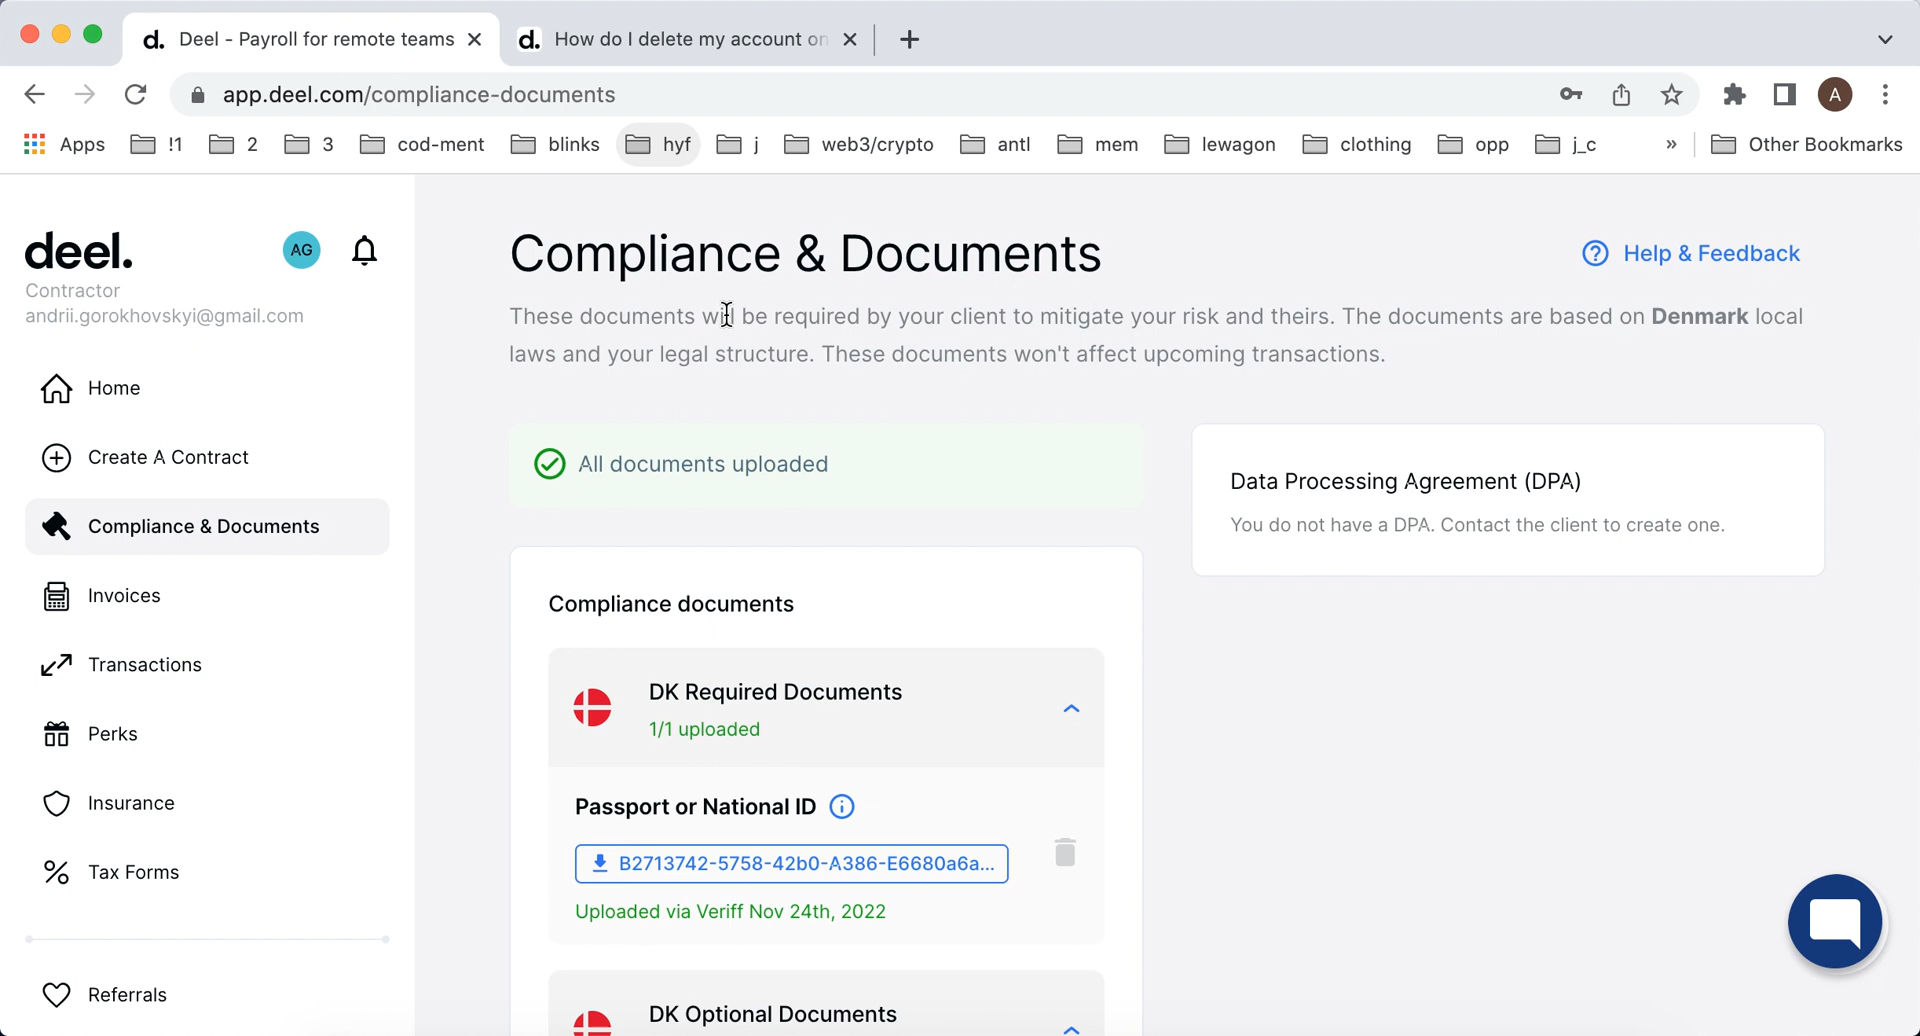 d. Deel - Payroll for remote teams
d. How do I delete my account on
app.deel.com/compliance-documents
A
Apps !1 2 3 cod-ment blinks hyf j web3/crypto antl mem lewagon clothing opp j_c » Other Bookmarks
deel.
AG
Contractor
andrii.gorokhovskyi@gmail.com
Home
Create A Contract
Compliance & Documents
Invoices
Transactions
Perks
Insurance
Tax Forms
Referrals
Compliance & Documents
Help & Feedback
These documents will be required by your client to mitigate your risk and theirs. The documents are based on Denmark local
laws and your legal structure. These documents won't affect upcoming transactions.
All documents uploaded
Compliance documents
DK Required Documents
1/1 uploaded
Passport or National ID
B2713742-5758-42b0-A386-E6680a6a...
Uploaded via Veriff Nov 24th, 2022
DK Optional Documents
Data Processing Agreement (DPA)
You do not have a DPA. Contact the client to create one.